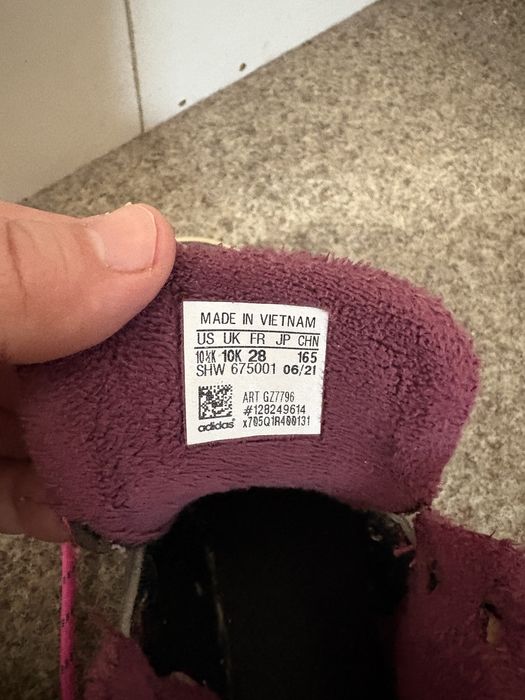 MADE IN VIETNAM
US UK FR JP CHN
10½K 10K 28 165
SHW 675001 06/21
ART GZ7796
#128249614
x705Q1R400131
adidas